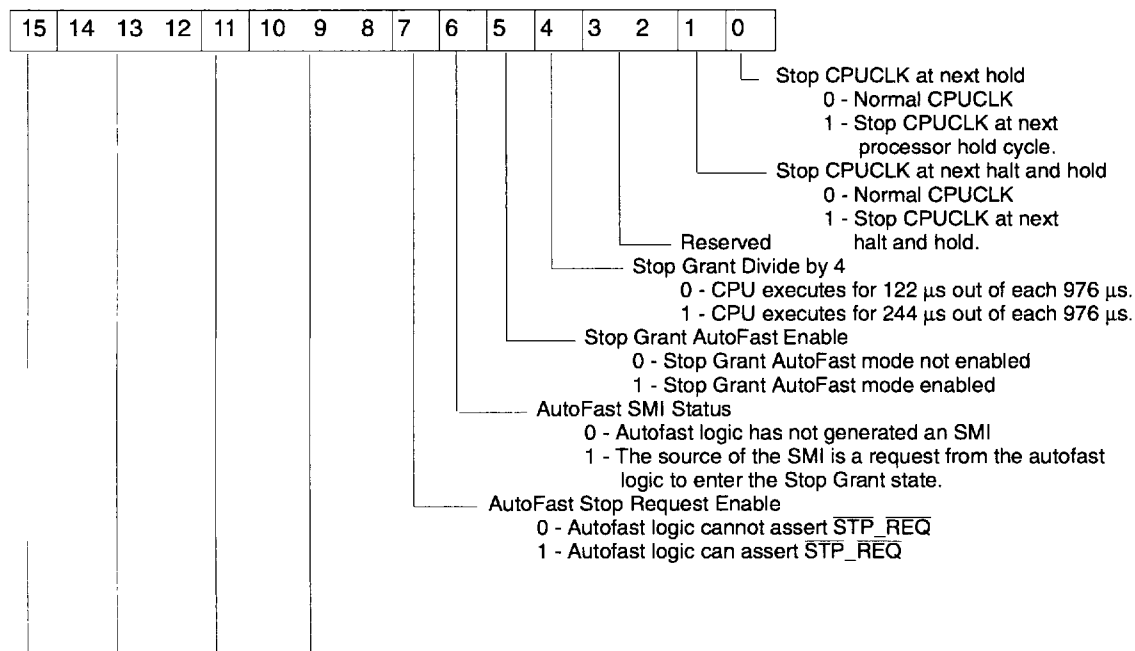 15 14 13 12 11 10 9 8 7 6 5 4 3 2 1 0
Stop CPUCLK at next hold
0 - Normal CPUCLK
1 - Stop CPUCLK at next
processor hold cycle.
Stop CPUCLK at next halt and hold
0 - Normal CPUCLK
1 - Stop CPUCLK at next
halt and hold.
Reserved
Stop Grant Divide by 4
0 - CPU executes for 122 μs out of each 976 μs.
1 - CPU executes for 244 μs out of each 976 μs.
Stop Grant AutoFast Enable
0 - Stop Grant AutoFast mode not enabled
1 - Stop Grant AutoFast mode enabled
AutoFast SMI Status
0 - Autofast logic has not generated an SMI
1 - The source of the SMI is a request from the autofast
logic to enter the Stop Grant state.
AutoFast Stop Request Enable
0 - Autofast logic cannot assert S̅T̅P̅_R̅E̅Q̅
1 - Autofast logic can assert S̅T̅P̅_R̅E̅Q̅